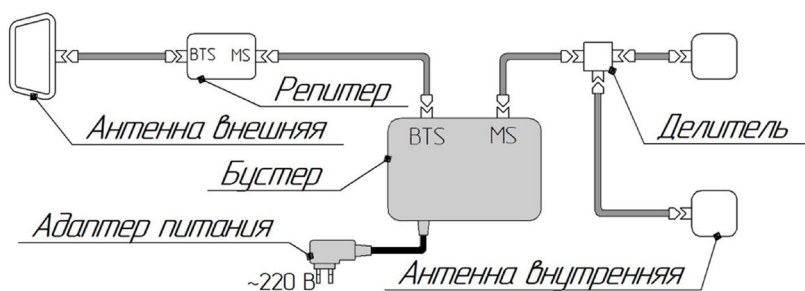 BTS MS
Репитер
Антенна внешняя
BTS MS
Делитель
Бустер
Адаптер питания
~220 В
Антенна внутренняя